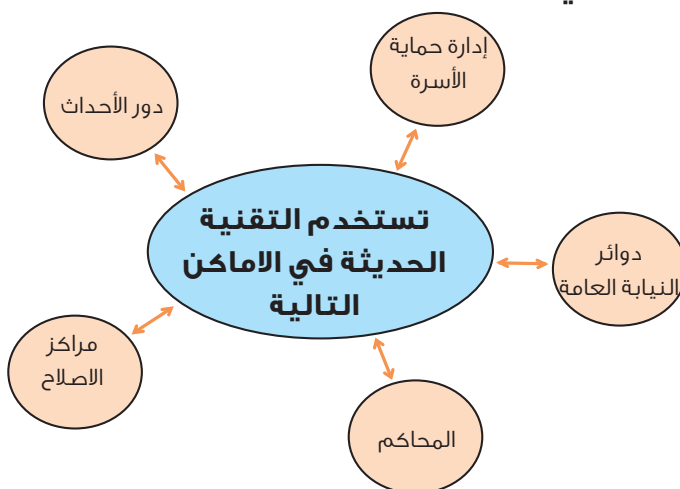 إدارة حماية
الأسرة
دور الأحداث
تستخدم التقنية
الحديثة في الاماكن
التالية
دوائر
النيابة العامة
مراكز
الاصلاح
المحاكم